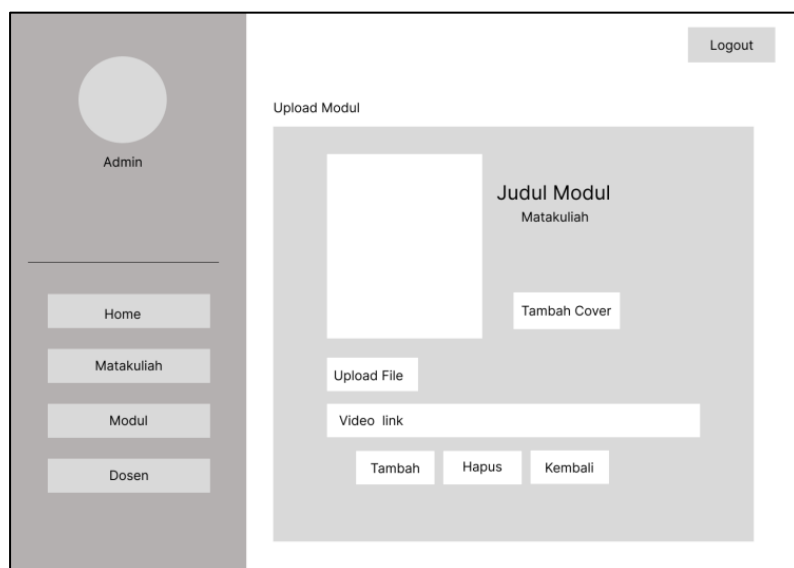 Logout
Admin
Home
Matakuliah
Modul
Dosen
Upload Modul
Judul Modul
Matakuliah
Tambah Cover
Upload File
Video link
Tambah
Hapus
Kembali